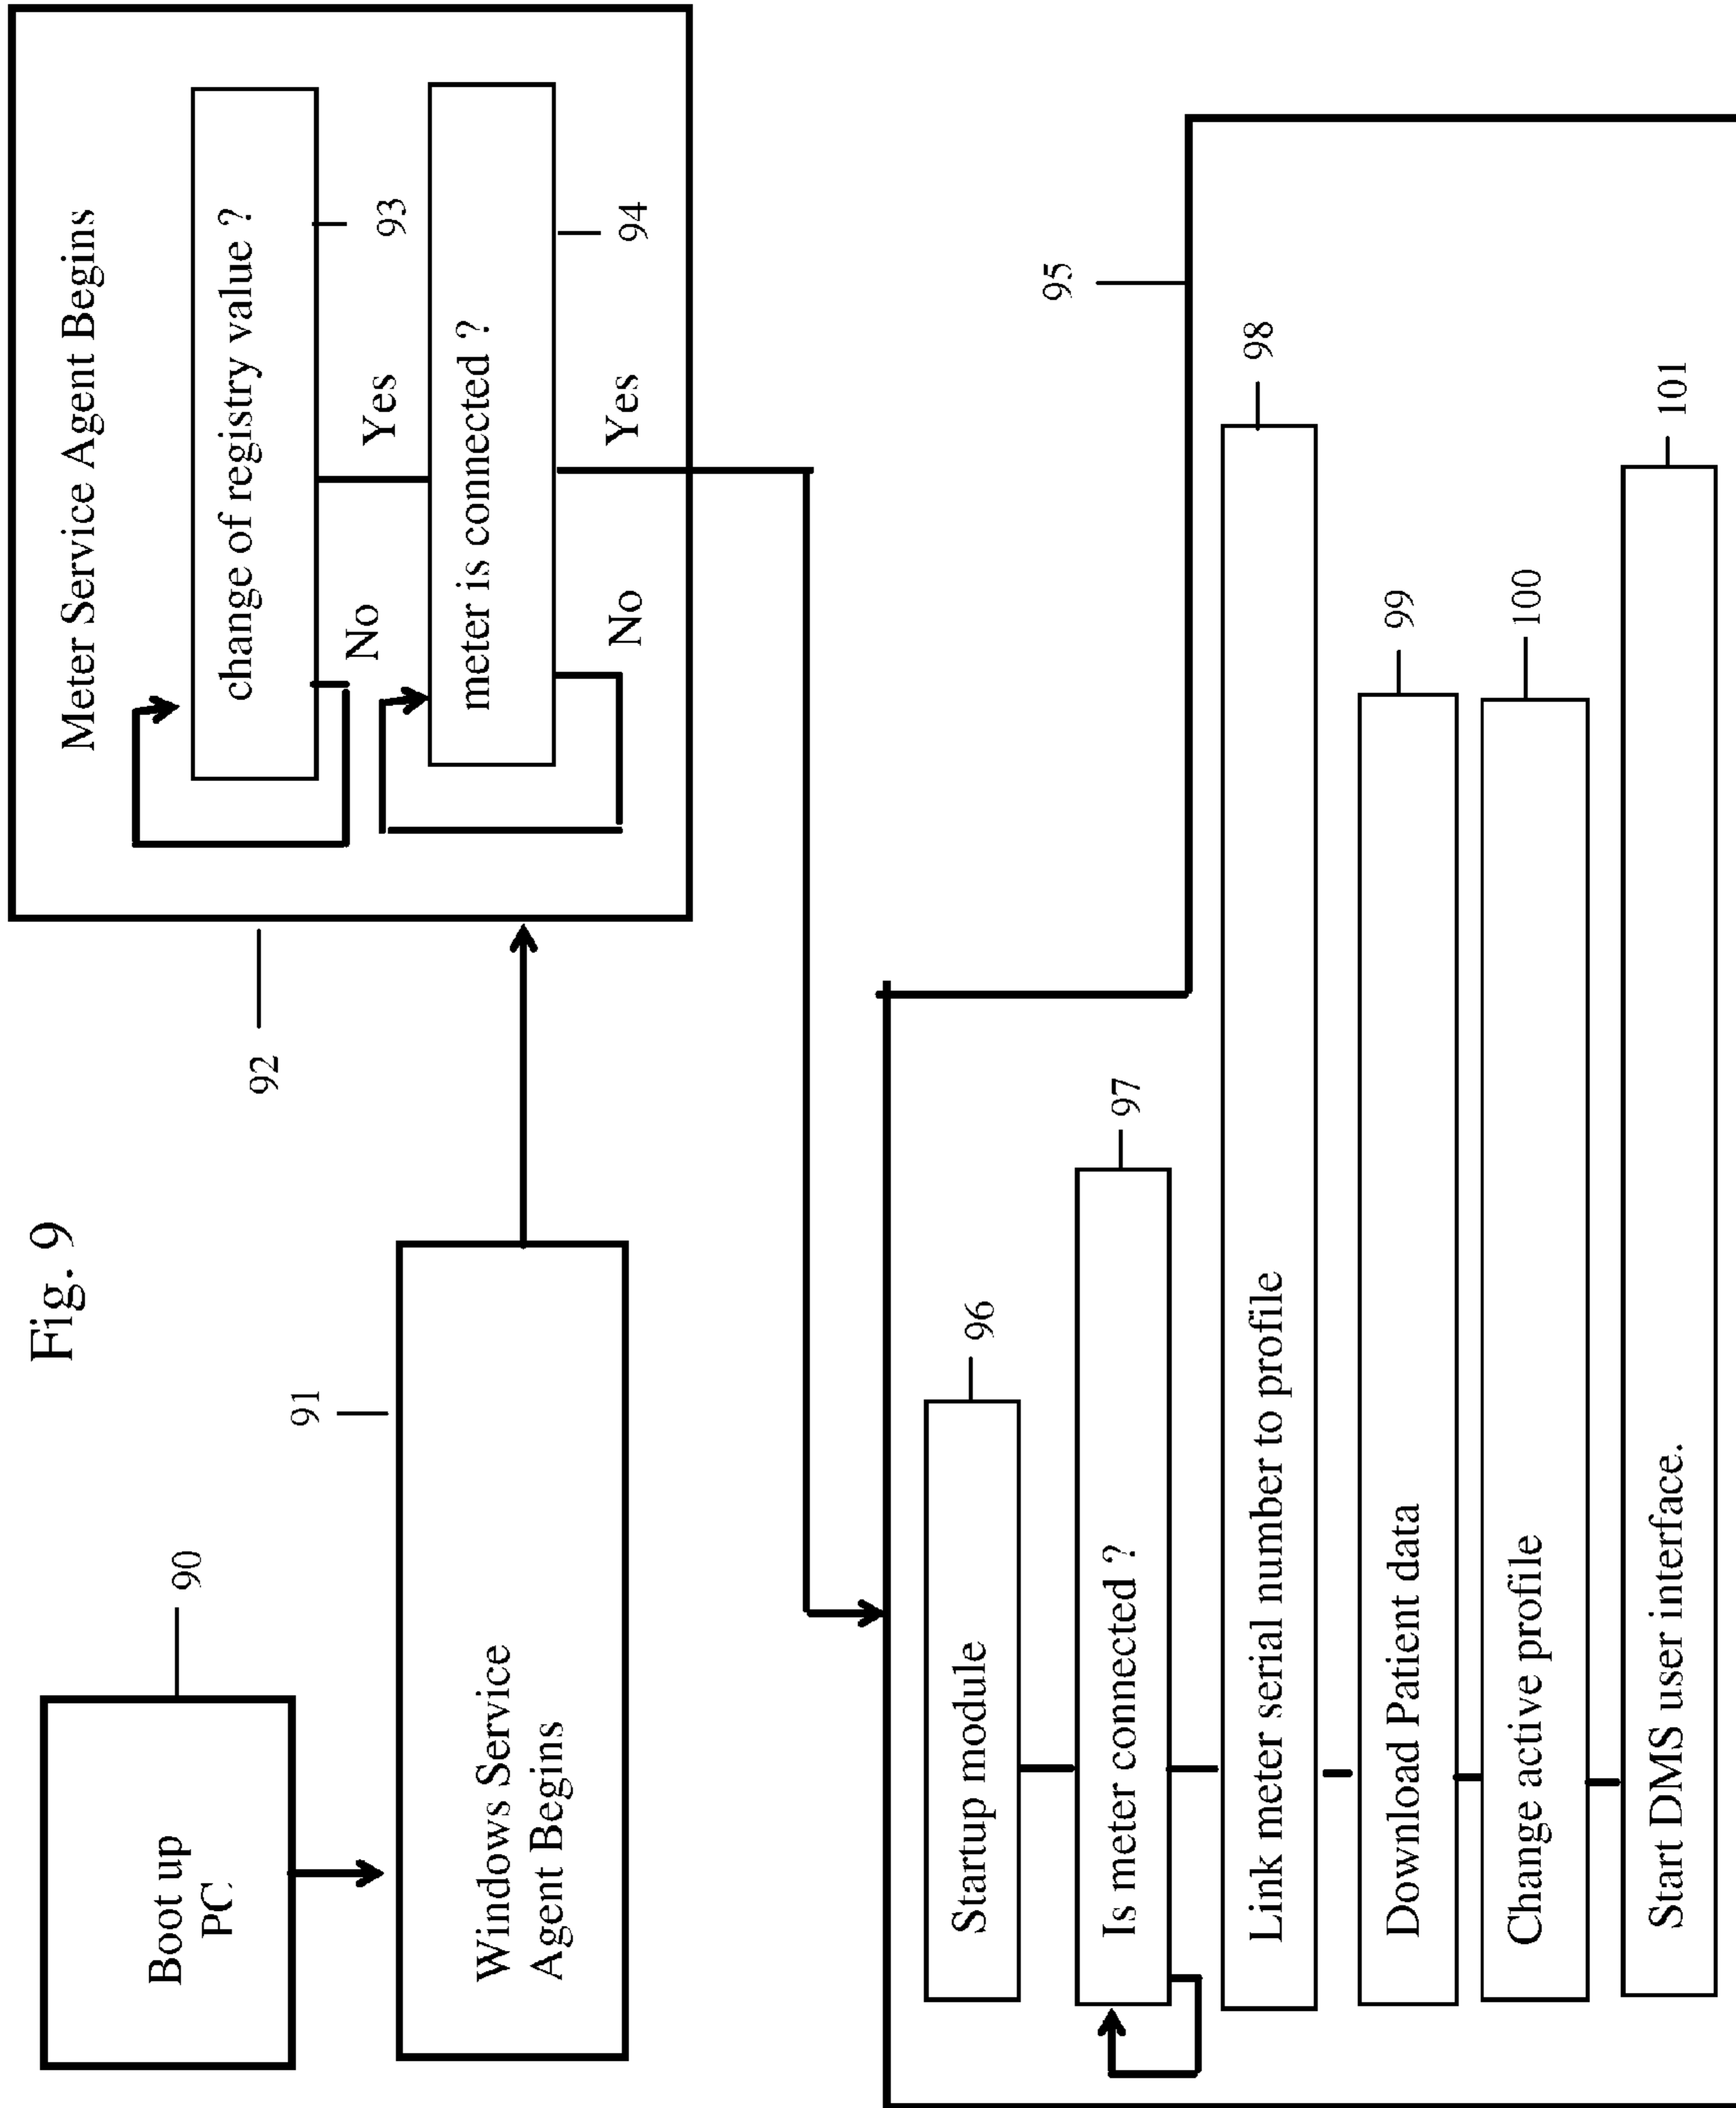 Fig. 9
Boot up
PC
90
91
Windows Service
Agent Begins
92
Meter Service Agent Begins
change of registry value ?
93
No
Yes
meter is connected ?
94
No
Yes
95
Startup module
96
Is meter connected ?
97
Link meter serial number to profile
98
Download Patient data
99
Change active profile
100
Start DMS user interface.
101